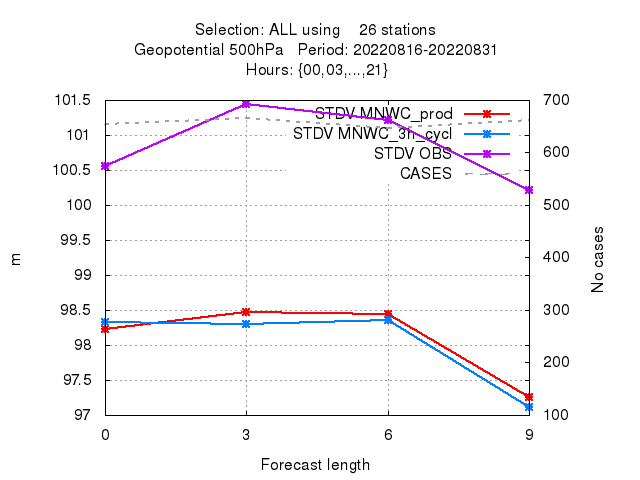 Selection: ALL using 26 stations
Geopotential 500hPa Period: 20220816-20220831
Hours: {00,03,...,21}
101.5
101
100.5
100
99.5
99
98.5
98
97.5
97
m
STDV MNWC_prod
STDV MNWC_3h_cycl
STDV OBS
CASES
700
600
500
400
300
200
100
No cases
0 3 6 9
Forecast length